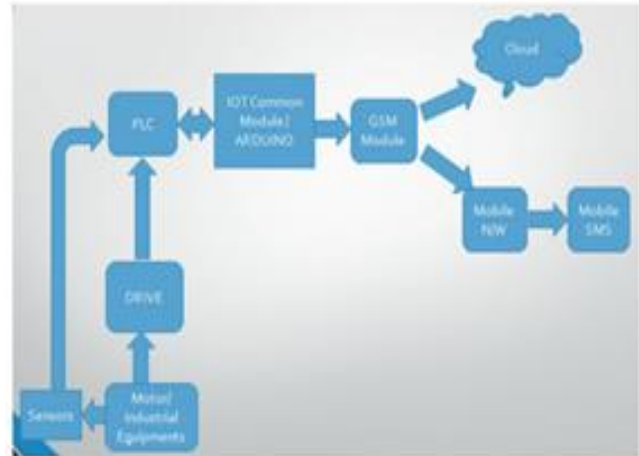 Cloud
IOT Common
Module/
ARDUINO
PLC
GSM
Module
Mobile
N/W
Mobile
SMS
DRIVE
Motor/
Industrial
Equipments
Sensors